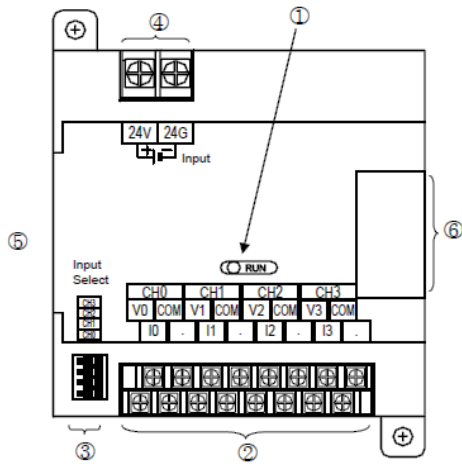 ④ ①
24V 24G
+ -
Input
⑥
⑤
RUN
Input
Select
CH0 CH1 CH2 CH3
V0 COM V1 COM V2 COM V3 COM
I0 . I1 . I2 . I3 .
CH3
CH2
CH1
CH0
③ ②